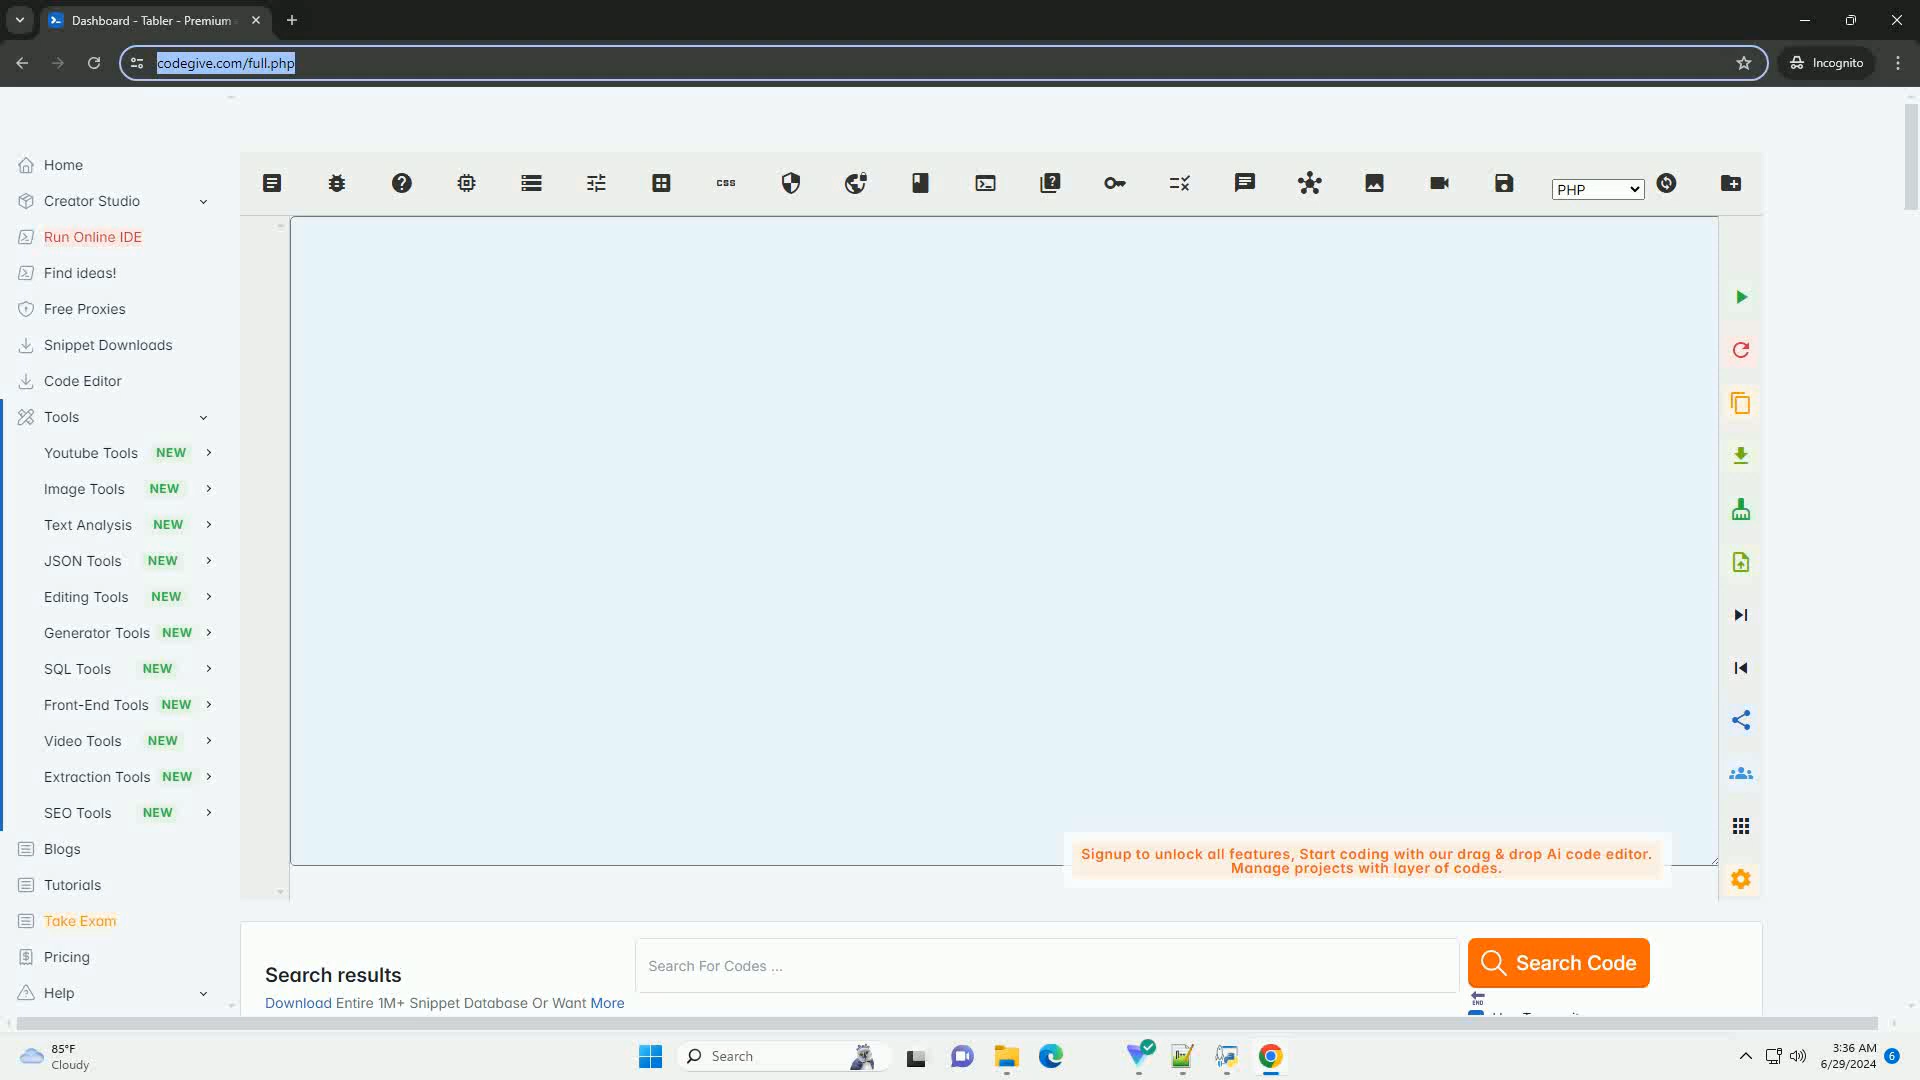 Dashboard - Tabler - Premium
codegive.com/full.php
Incognito
Home
Creator Studio
Run Online IDE
Find ideas!
Free Proxies
Snippet Downloads
Code Editor
Tools
Youtube Tools NEW
Image Tools NEW
Text Analysis NEW
JSON Tools NEW
Editing Tools NEW
Generator Tools NEW
SQL Tools NEW
Front-End Tools NEW
Video Tools NEW
Extraction Tools NEW
SEO Tools NEW
Blogs
Tutorials
Take Exam
Pricing
Help
css
PHP
Signup to unlock all features, Start coding with our drag & drop Ai code editor.
Manage projects with layer of codes.
Search results
Download Entire 1M+ Snippet Database Or Want More
Search For Codes ...
Search Code
END
85°F
Cloudy
Search
3:36 AM
6/29/2024
6